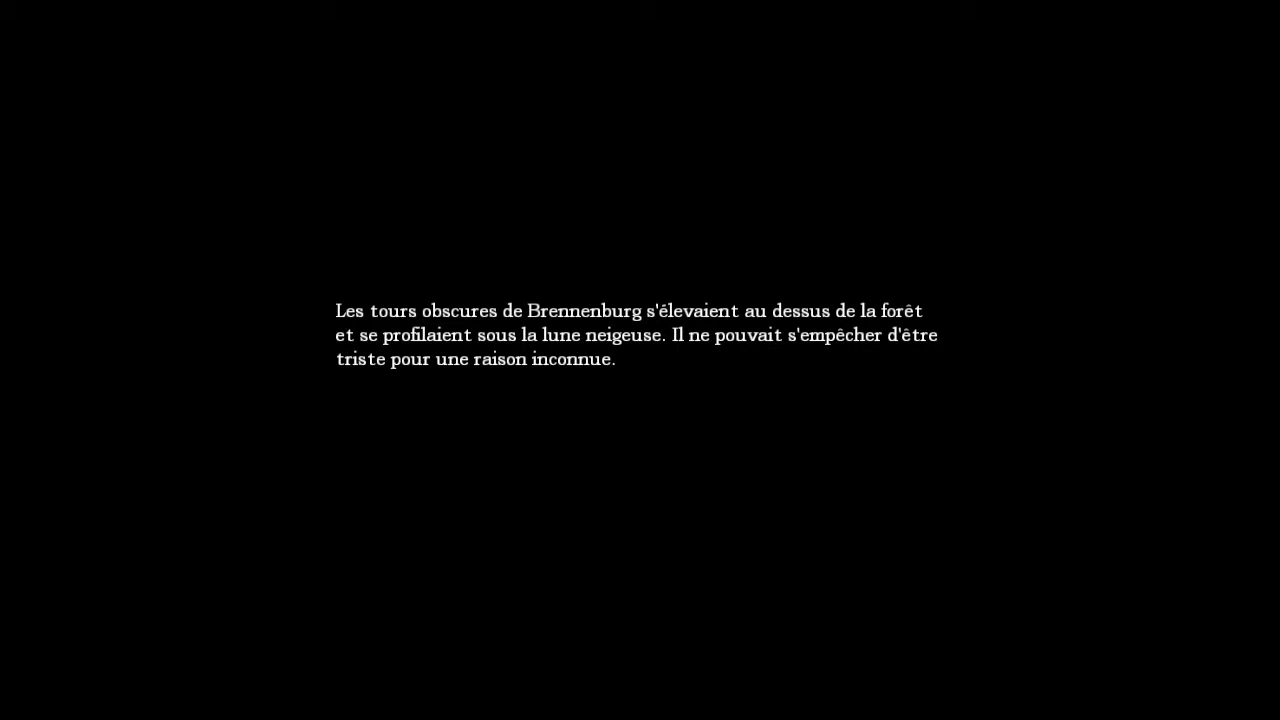 Les tours obscures de Brennenburg s'élevaient au dessus de la forêt
et se profilaient sous la lune neigeuse. Il ne pouvait s'empêcher d'être
triste pour une raison inconnue.